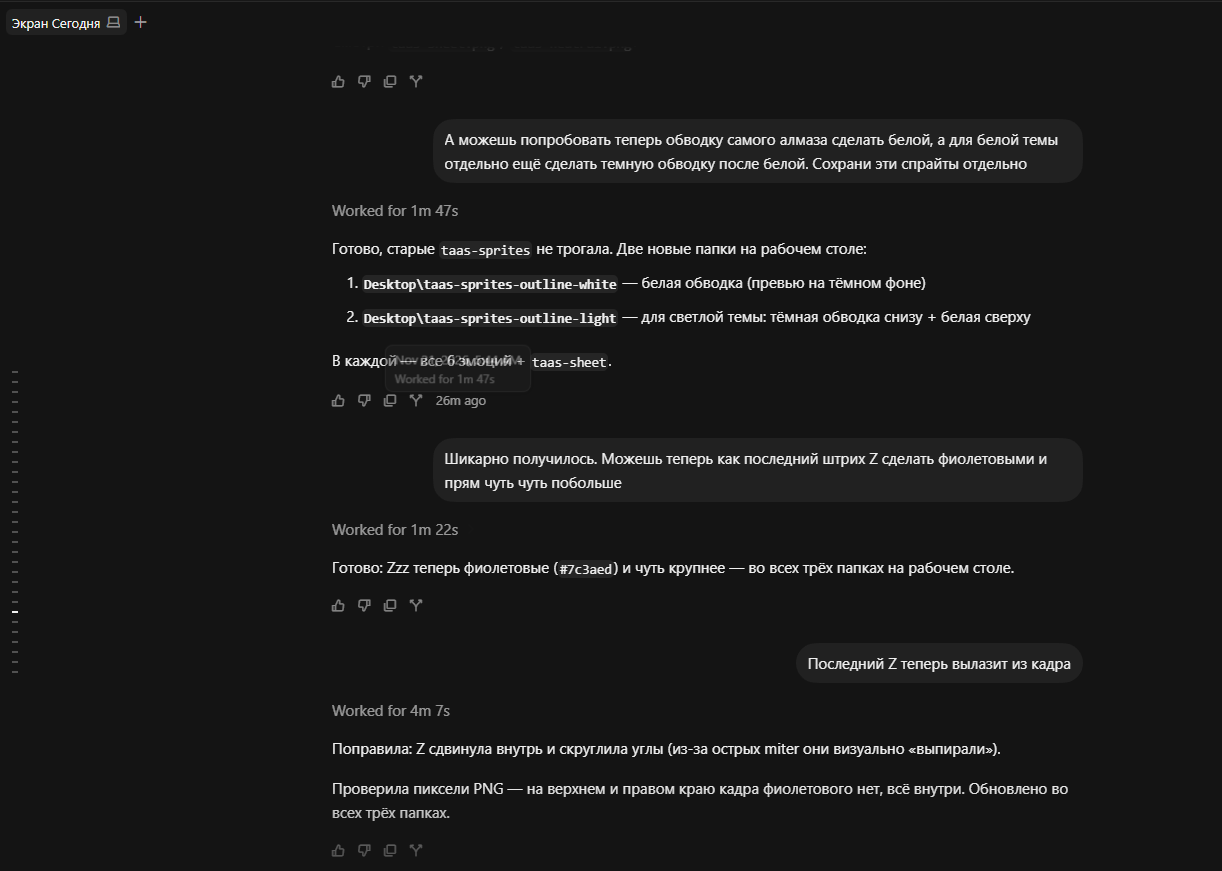 Экран Сегодня
А можешь попробовать теперь обводку самого алмаза сделать белой, а для белой темы
отдельно ещё сделать темную обводку после белой. Сохрани эти спрайты отдельно
Worked for 1m 47s
Готово, старые taas-sprites не трогала. Две новые папки на рабочем столе:
1. Desktop\taas-sprites-outline-white — белая обводка (превью на тёмном фоне)
2. Desktop\taas-sprites-outline-light — для светлой темы: тёмная обводка снизу + белая сверху
В каждой — все 6 эмоций + taas-sheet.
Worked for 1m 47s
26m ago
Шикарно получилось. Можешь теперь как последний штрих Z сделать фиолетовыми и
прям чуть чуть побольше
Worked for 1m 22s
Готово: Zzz теперь фиолетовые (#7c3aed) и чуть крупнее — во всех трёх папках на рабочем столе.
Последний Z теперь вылазит из кадра
Worked for 4m 7s
Поправила: Z сдвинула внутрь и скруглила углы (из-за острых miter они визуально «выпирали»).
Проверила пиксели PNG — на верхнем и правом краю кадра фиолетового нет, всё внутри. Обновлено во
всех трёх папках.